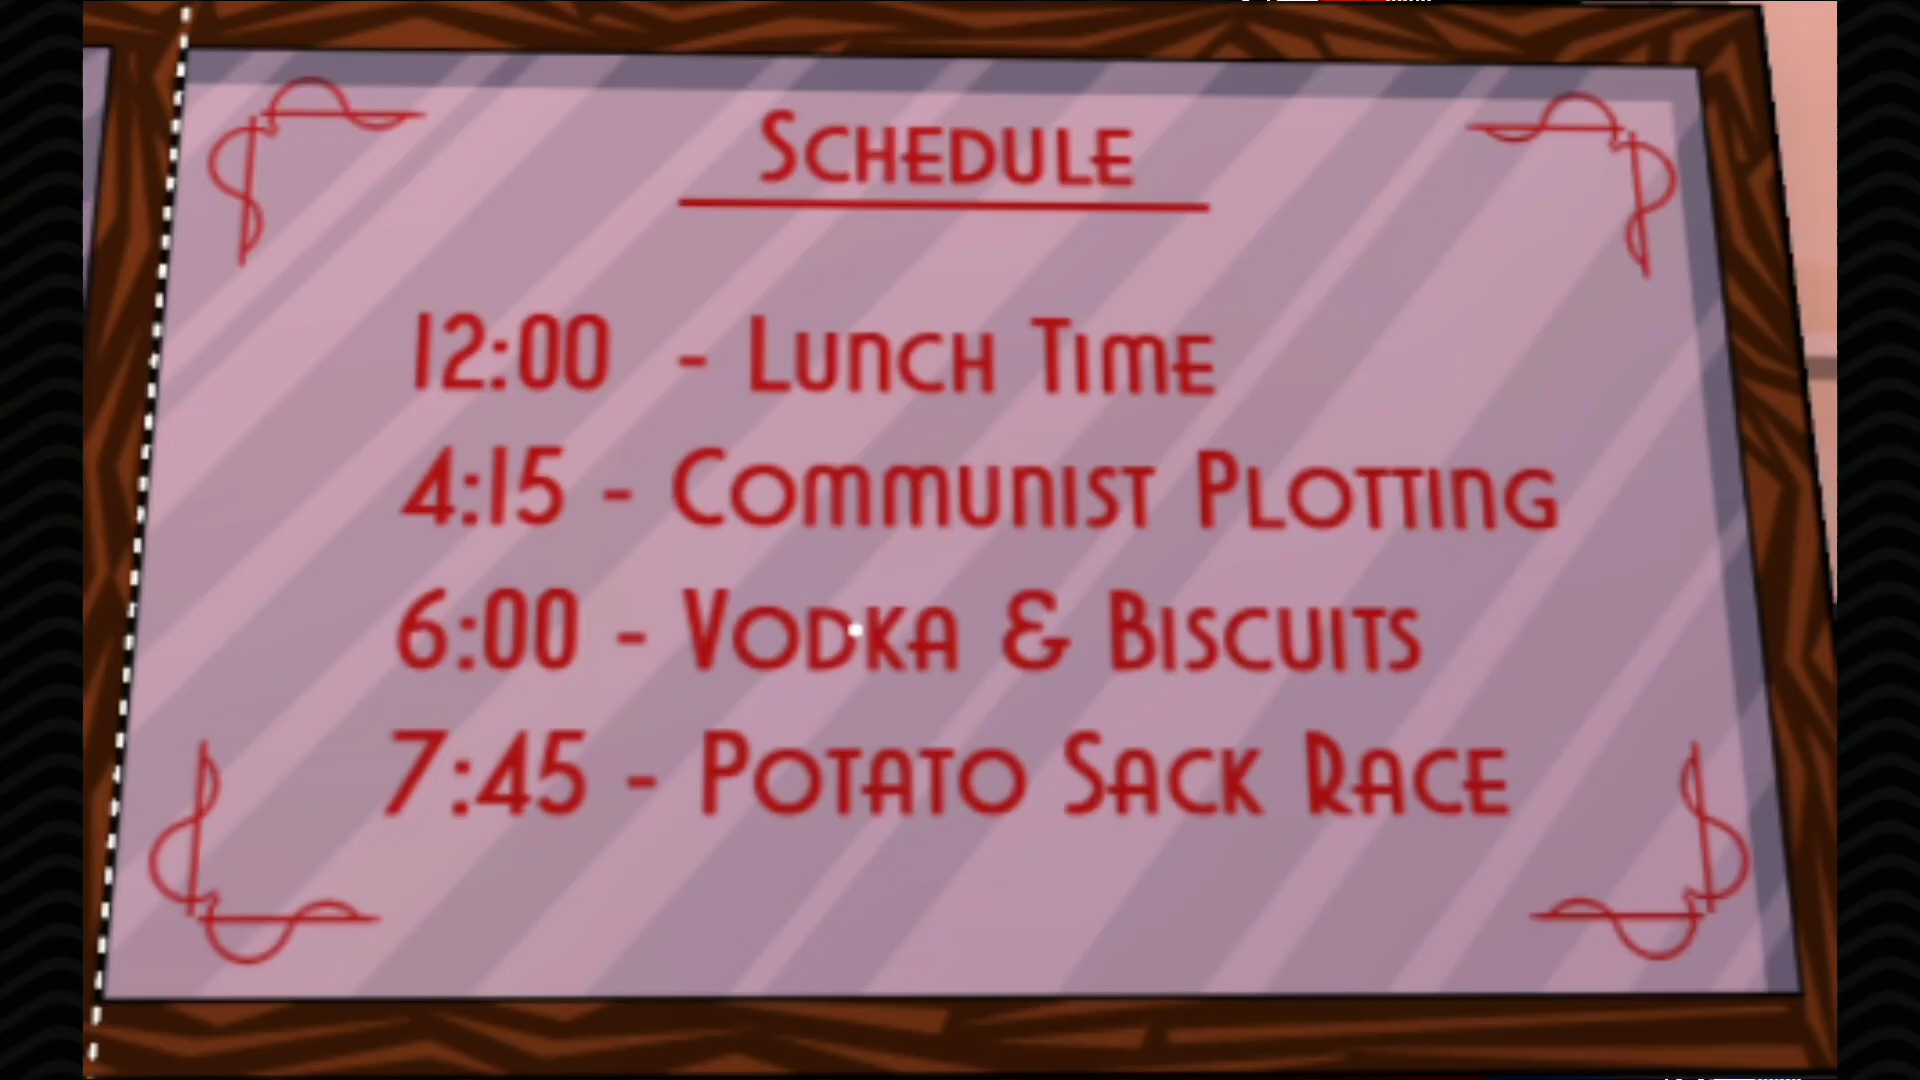 SCHEDULE
12:00 - LUNCH TIME
4:15 - COMMUNIST PLOTTING
6:00 - VODKA & BISCUITS
7:45 - POTATO SACK RACE